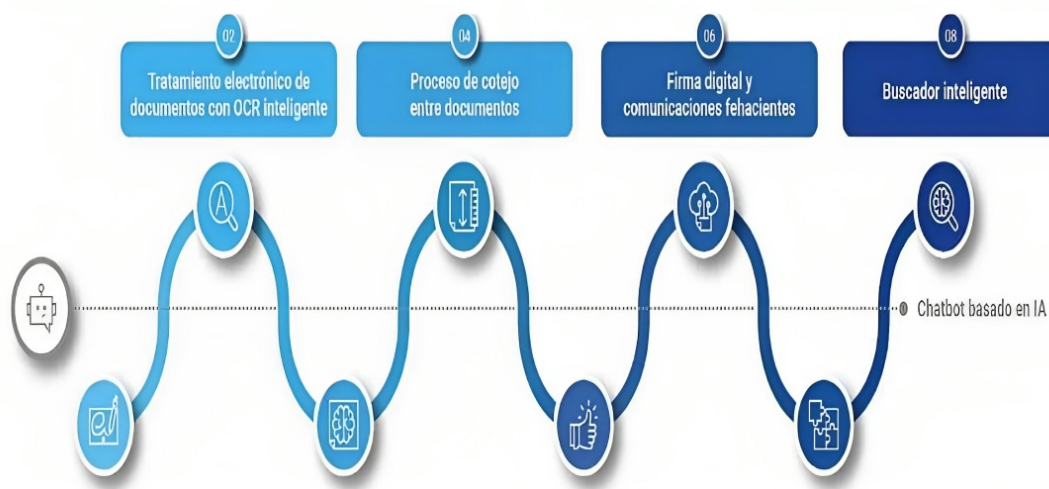 02
Tratamiento electrónico de
documentos con OCR inteligente
04
Proceso de cotejo
entre documentos
06
Firma digital y
comunicaciones fehacientes
08
Buscador inteligente
A
Chatbot basado en IA
ei